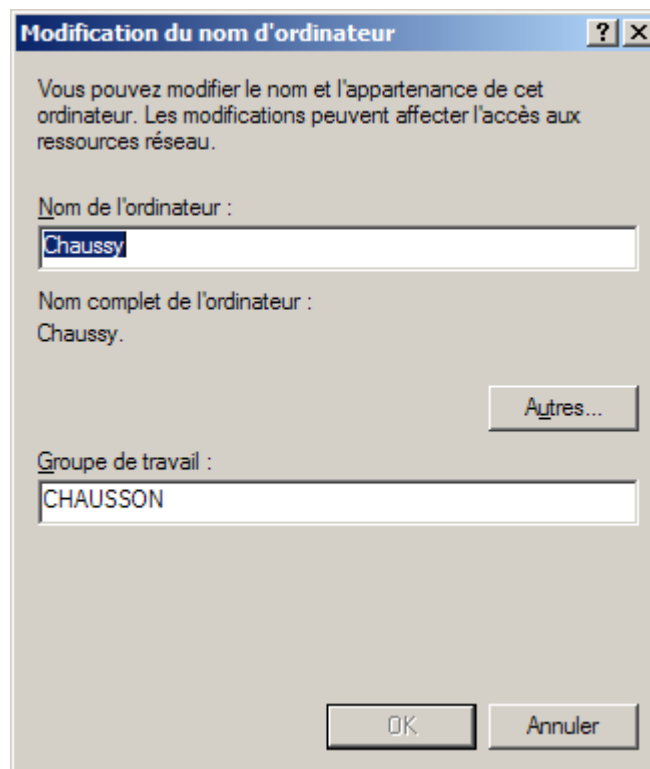 Modification du nom d'ordinateur
Vous pouvez modifier le nom et l'appartenance de cet
ordinateur. Les modifications peuvent affecter l'accès aux
ressources réseau.
Nom de l'ordinateur :
Chaussy
Nom complet de l'ordinateur :
Chaussy.
Autres...
Groupe de travail :
CHAUSSON
OK Annuler